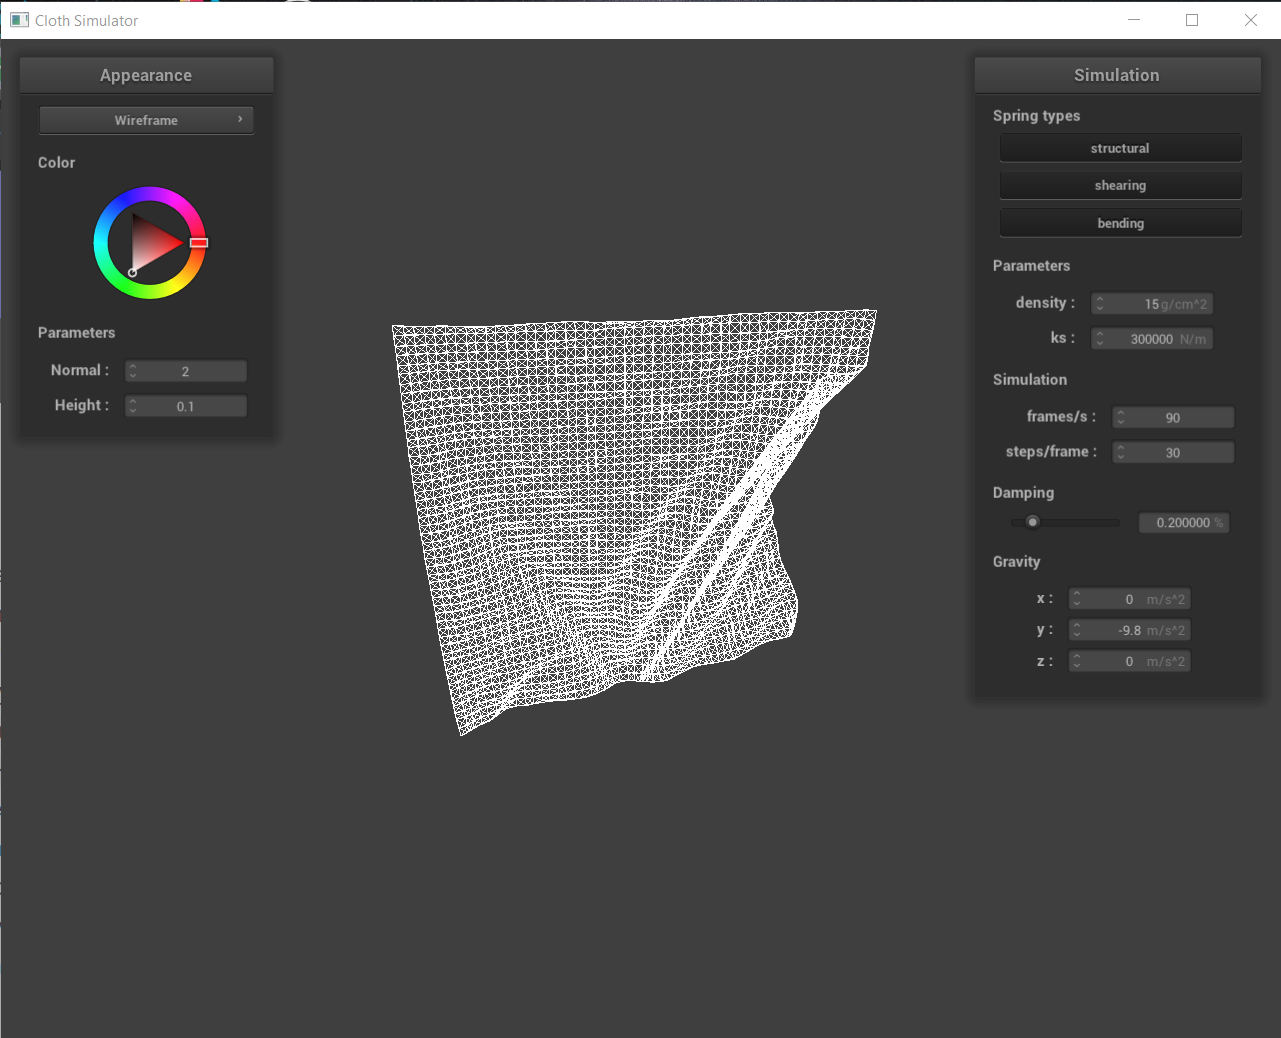 Cloth Simulator
Appearance
Wireframe ›
Color
Parameters
Normal : 2
Height : 0.1
Simulation
Spring types
structural
shearing
bending
Parameters
density : 15 g/cm^2
ks : 300000 N/m
Simulation
frames/s : 90
steps/frame : 30
Damping
0.200000 %
Gravity
x : 0 m/s^2
y : -9.8 m/s^2
z : 0 m/s^2